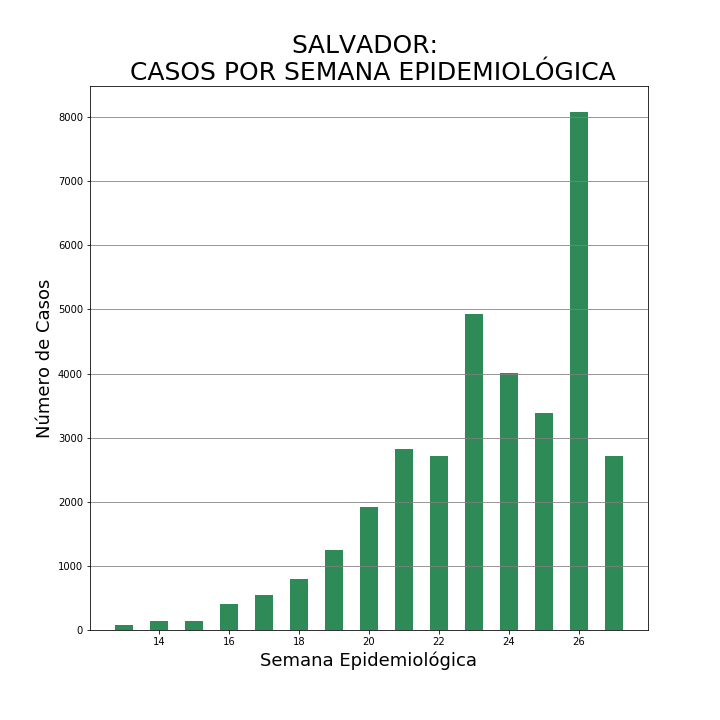 SALVADOR:
CASOS POR SEMANA EPIDEMIOLÓGICA
Número de Casos
8000
7000
6000
5000
4000
3000
2000
1000
0
14 16 18 20 22 24 26
Semana Epidemiológica